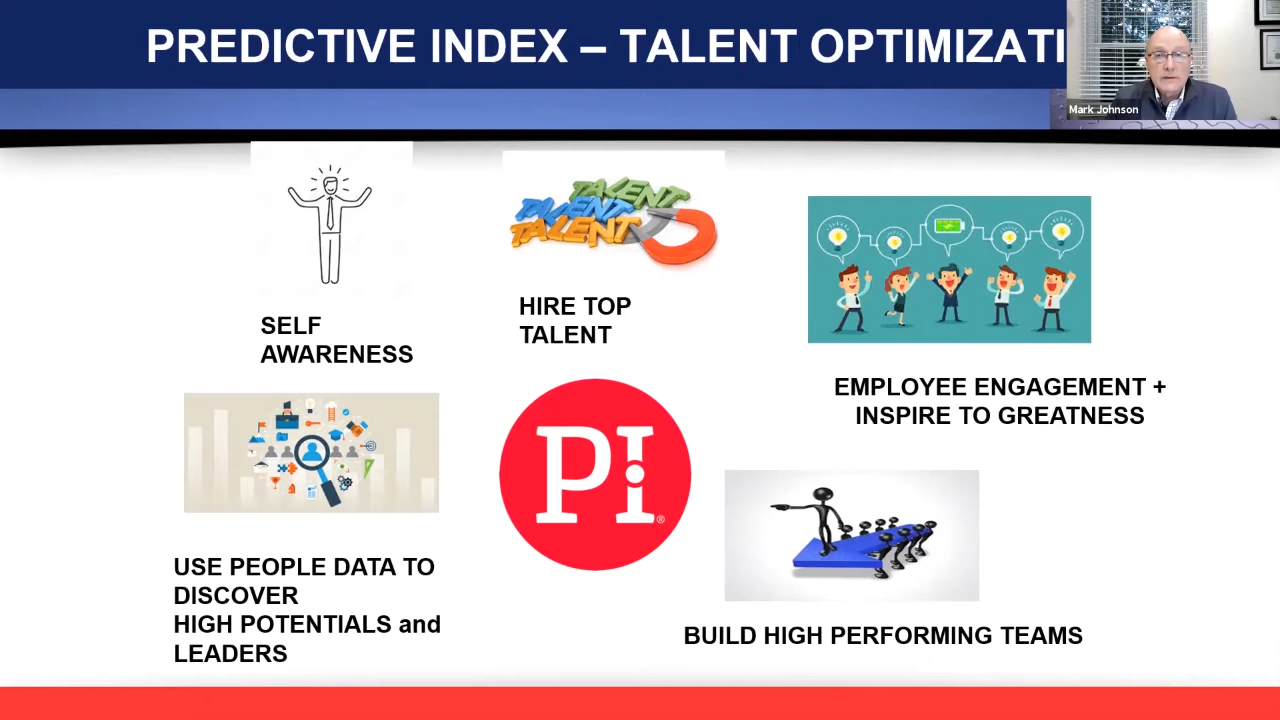 PREDICTIVE INDEX – TALENT OPTIMIZATI
Mark Johnson
TALENT
TALENT
TALENT
SELF
AWARENESS
HIRE TOP
TALENT
EMPLOYEE ENGAGEMENT +
INSPIRE TO GREATNESS
PI
®
USE PEOPLE DATA TO
DISCOVER
HIGH POTENTIALS and
LEADERS
BUILD HIGH PERFORMING TEAMS